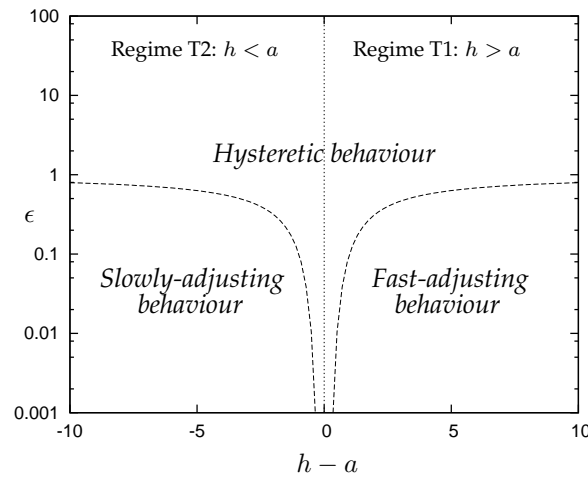 100
Regime T2: h < a
Regime T1: h > a
10
Hysteretic behaviour
1
ϵ
0.1
Slowly-adjusting
behaviour
Fast-adjusting
behaviour
0.01
0.001
-10 -5 0 5 10
h − a